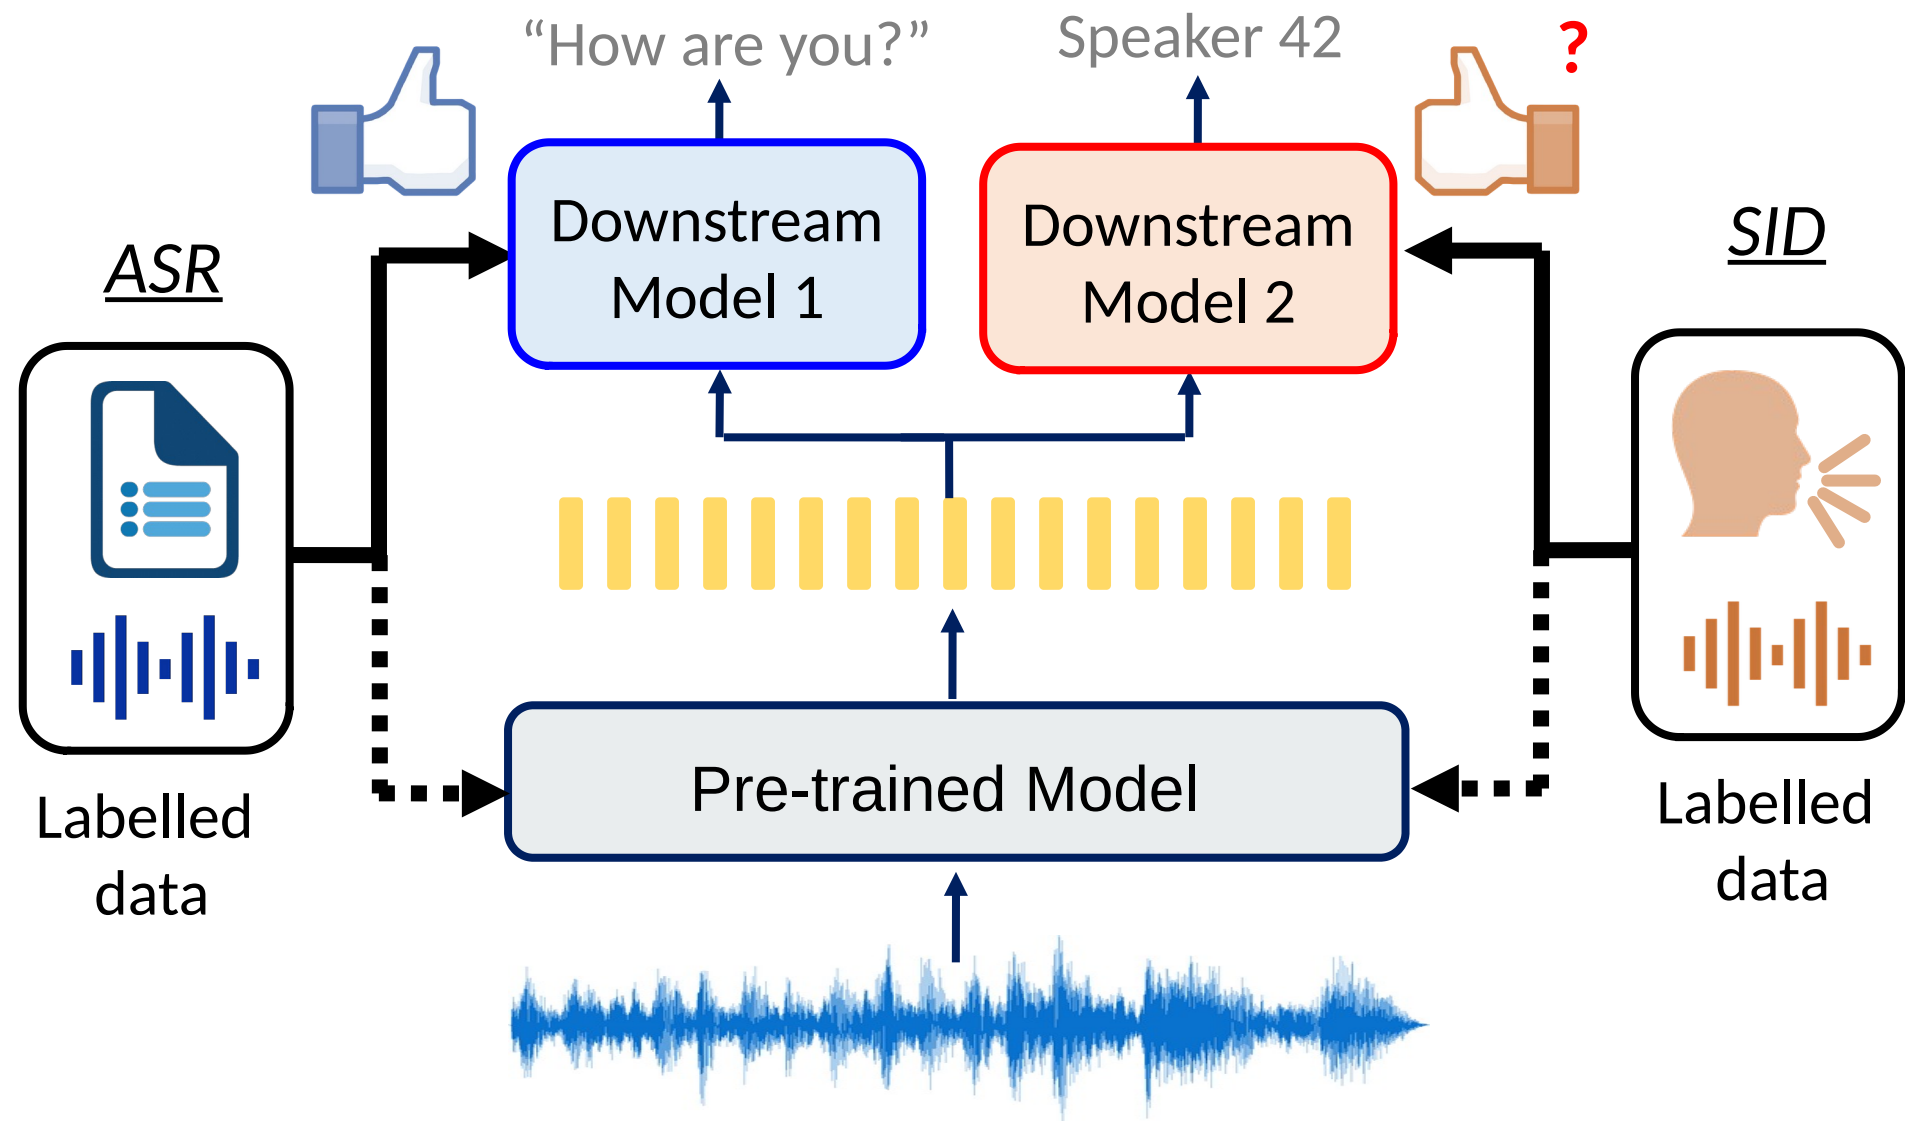 “How are you?”
Speaker 42
?
Downstream
Model 1
Downstream
Model 2
ASR
SID
Labelled
data
Pre-trained Model
Labelled
data